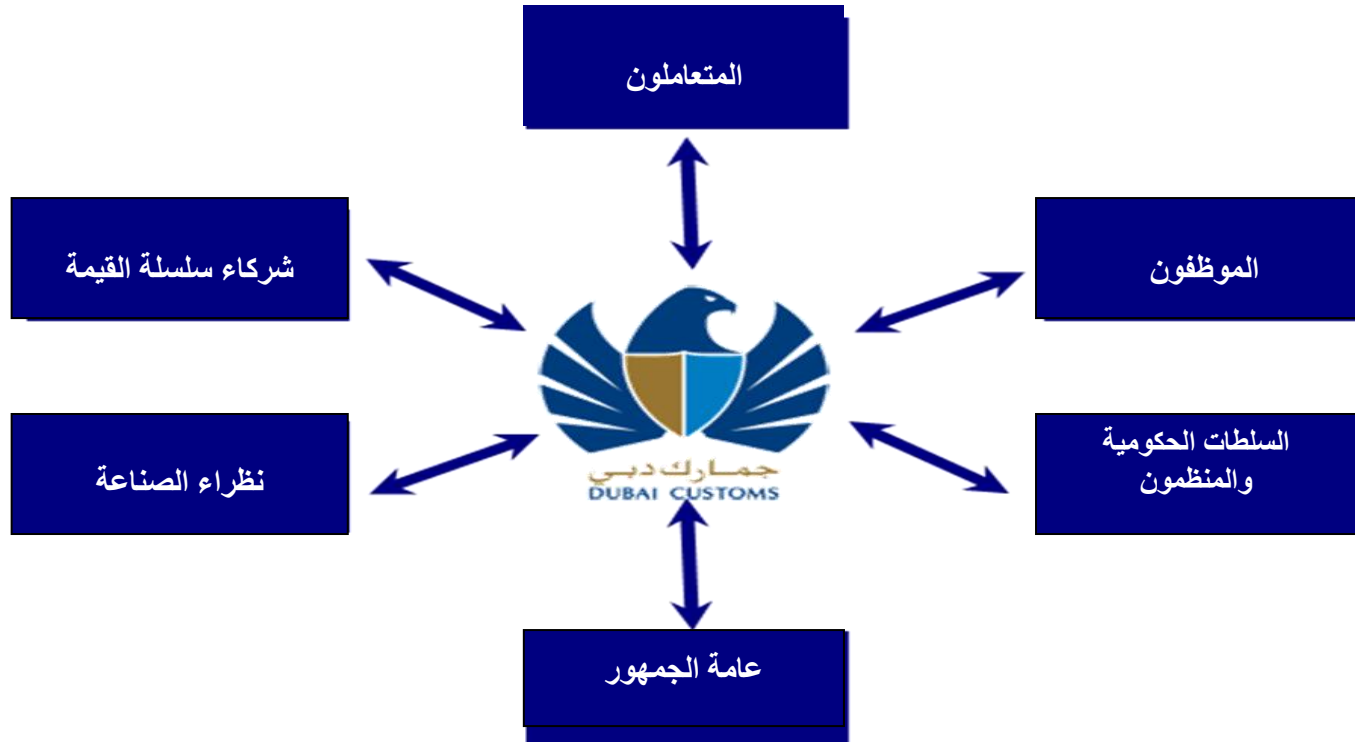 المتعاملون
الموظفون
شركاء سلسلة القيمة
السلطات الحكومية
والمنظمون
نظراء الصناعة
جمارك دبي
DUBAI CUSTOMS
عامة الجمهور